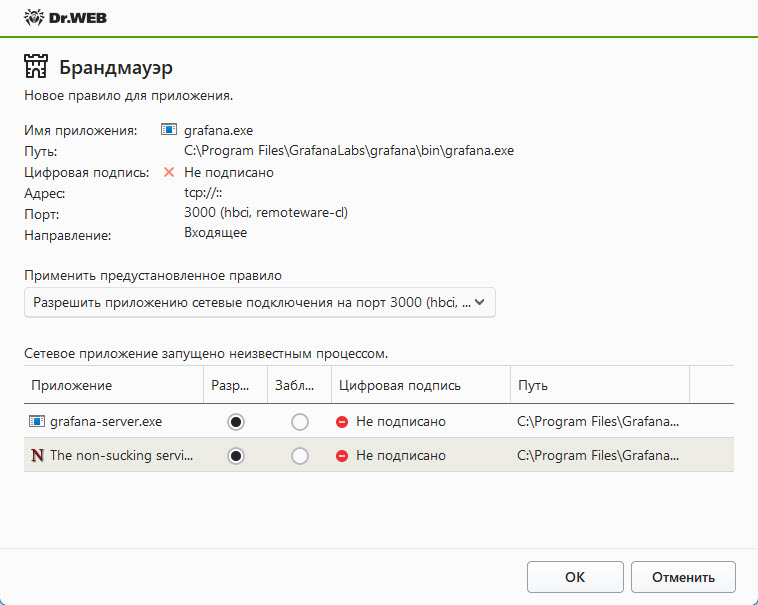 Dr.WEB
Брандмауэр
Новое правило для приложения.
Имя приложения: grafana.exe
Путь: C:\Program Files\GrafanaLabs\grafana\bin\grafana.exe
Цифровая подпись: Не подписано
Адрес: tcp://::
Порт: 3000 (hbci, remoteware-cl)
Направление: Входящее
Применить предустановленное правило
Разрешить приложению сетевые подключения на порт 3000 (hbci, ...
Сетевое приложение запущено неизвестным процессом.
Приложение Разр... Забл... Цифровая подпись Путь
grafana-server.exe Не подписано C:\Program Files\Grafana...
N The non-sucking servi... Не подписано C:\Program Files\Grafana...
ОК Отменить